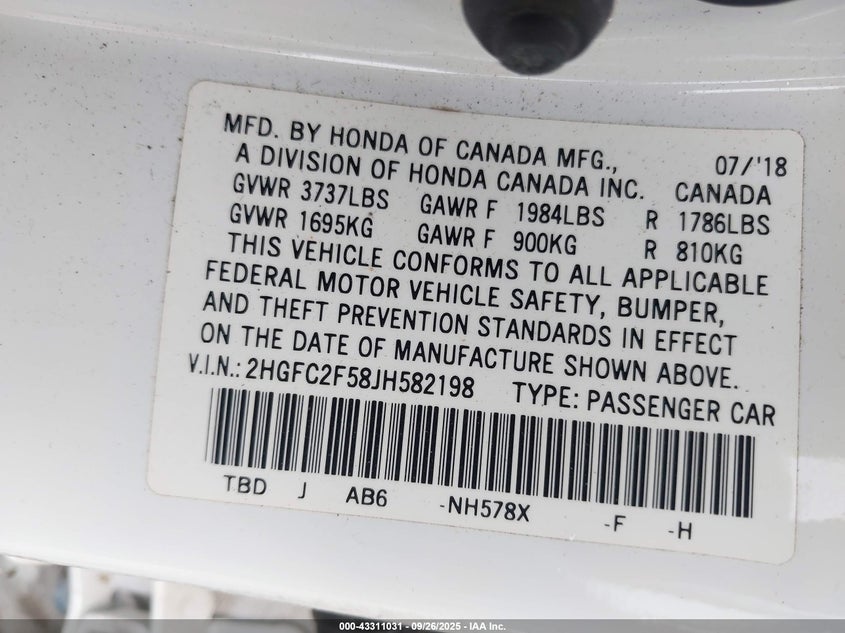 MFD. BY HONDA OF CANADA MFG., 07/'18
A DIVISION OF HONDA CANADA INC. CANADA
GVWR 3737LBS GAWR F 1984LBS R 1786LBS
GVWR 1695KG GAWR F 900KG R 810KG
THIS VEHICLE CONFORMS TO ALL APPLICABLE
FEDERAL MOTOR VEHICLE SAFETY, BUMPER,
AND THEFT PREVENTION STANDARDS IN EFFECT
ON THE DATE OF MANUFACTURE SHOWN ABOVE.
V.I.N.: 2HGFC2F58JH582198 TYPE: PASSENGER CAR
TBD J AB6 -NH578X -F -H
000-43311031 - 09/26/2025 - IAA Inc.